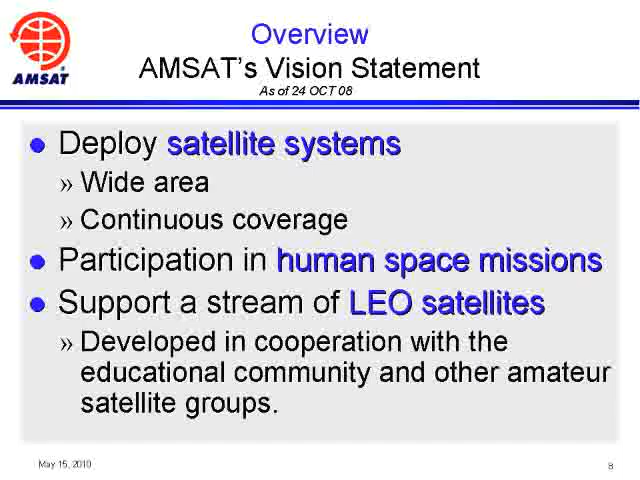 AMSAT
Overview
AMSAT's Vision Statement
As of 24 OCT 08
● Deploy satellite systems
» Wide area
» Continuous coverage
● Participation in human space missions
● Support a stream of LEO satellites
» Developed in cooperation with the
educational community and other amateur
satellite groups.
May 15, 2010
8